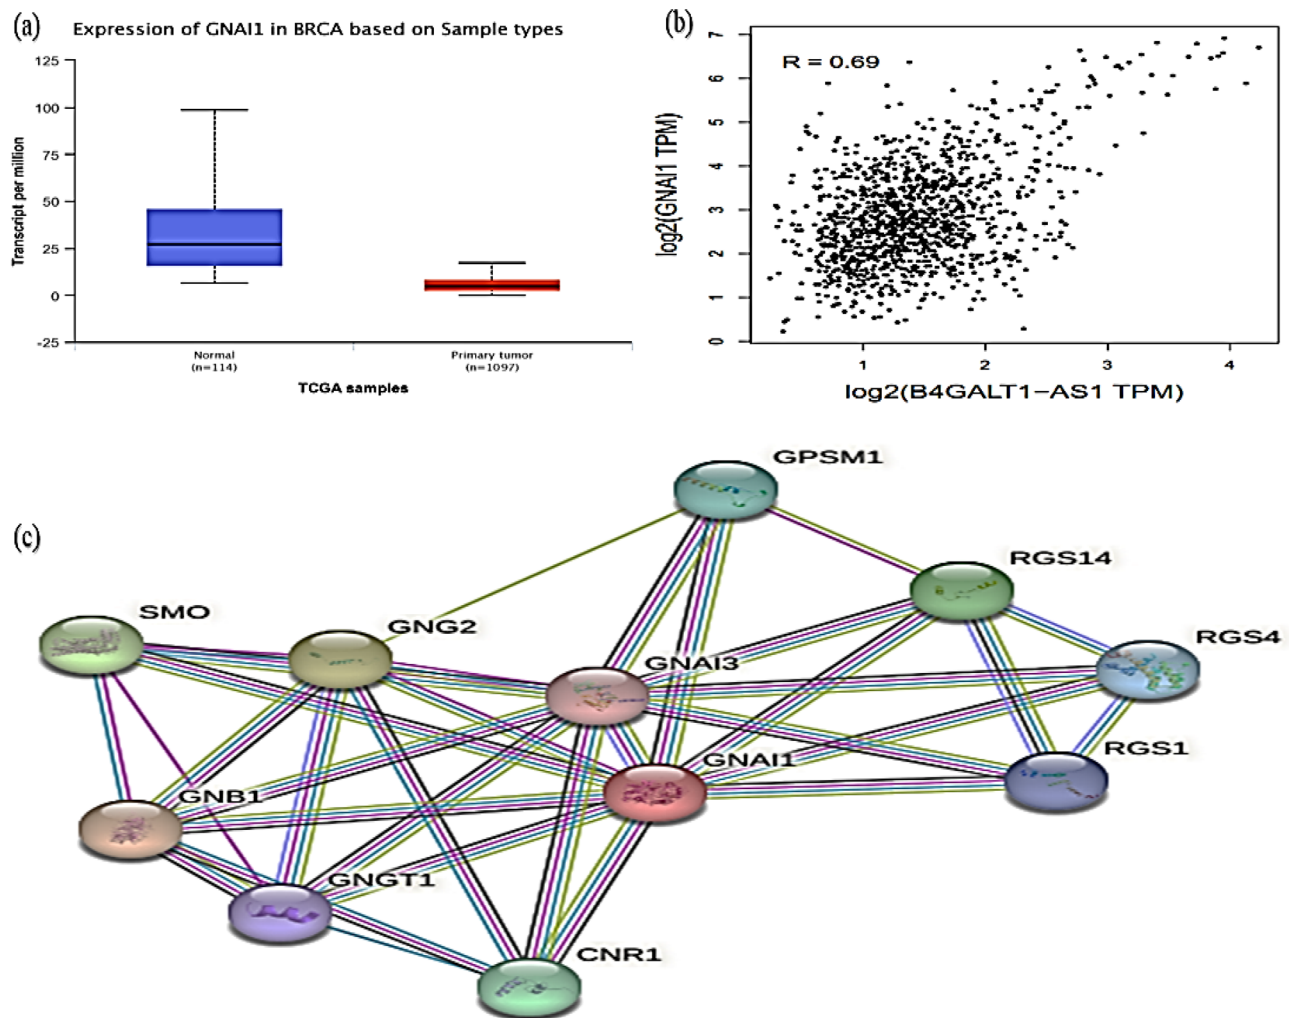 (a)
Expression of GNAI1 in BRCA based on Sample types
Transcript per million
125
100
75
50
25
0
-25
Normal
(n=114)
Primary tumor
(n=1097)
TCGA samples
(b)
R = 0.69
log2(GNAI1 TPM)
7
6
5
4
3
2
1
0
1
2
3
4
log2(B4GALT1−AS1 TPM)
(c)
GPSM1
RGS14
SMO
GNG2
RGS4
GNAI3
RGS1
GNAI1
GNB1
GNGT1
CNR1